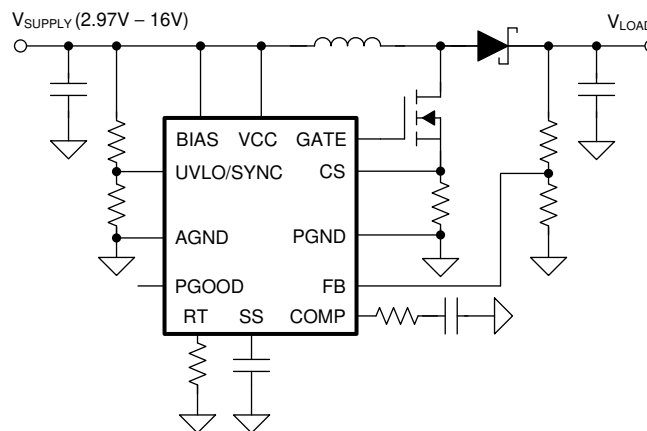 VSUPPLY (2.97V – 16V)
VLOAD
BIAS VCC GATE
UVLO/SYNC CS
AGND PGND
PGOOD FB
RT SS COMP